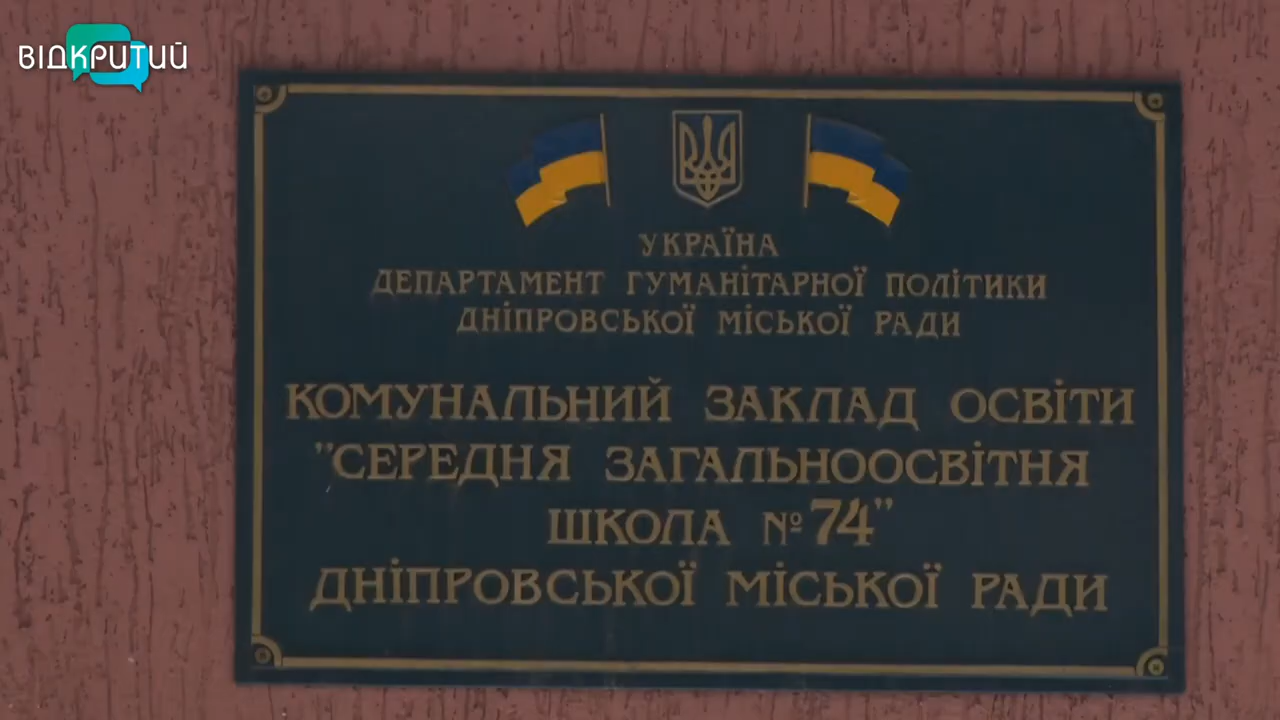 ВІДКРИТИЙ
УКРАЇНА
ДЕПАРТАМЕНТ ГУМАНІТАРНОЇ ПОЛІТИКИ
ДНІПРОВСЬКОЇ МІСЬКОЇ РАДИ
КОМУНАЛЬНИЙ ЗАКЛАД ОСВІТИ
"СЕРЕДНЯ ЗАГАЛЬНООСВІТНЯ
ШКОЛА №74"
ДНІПРОВСЬКОЇ МІСЬКОЇ РАДИ